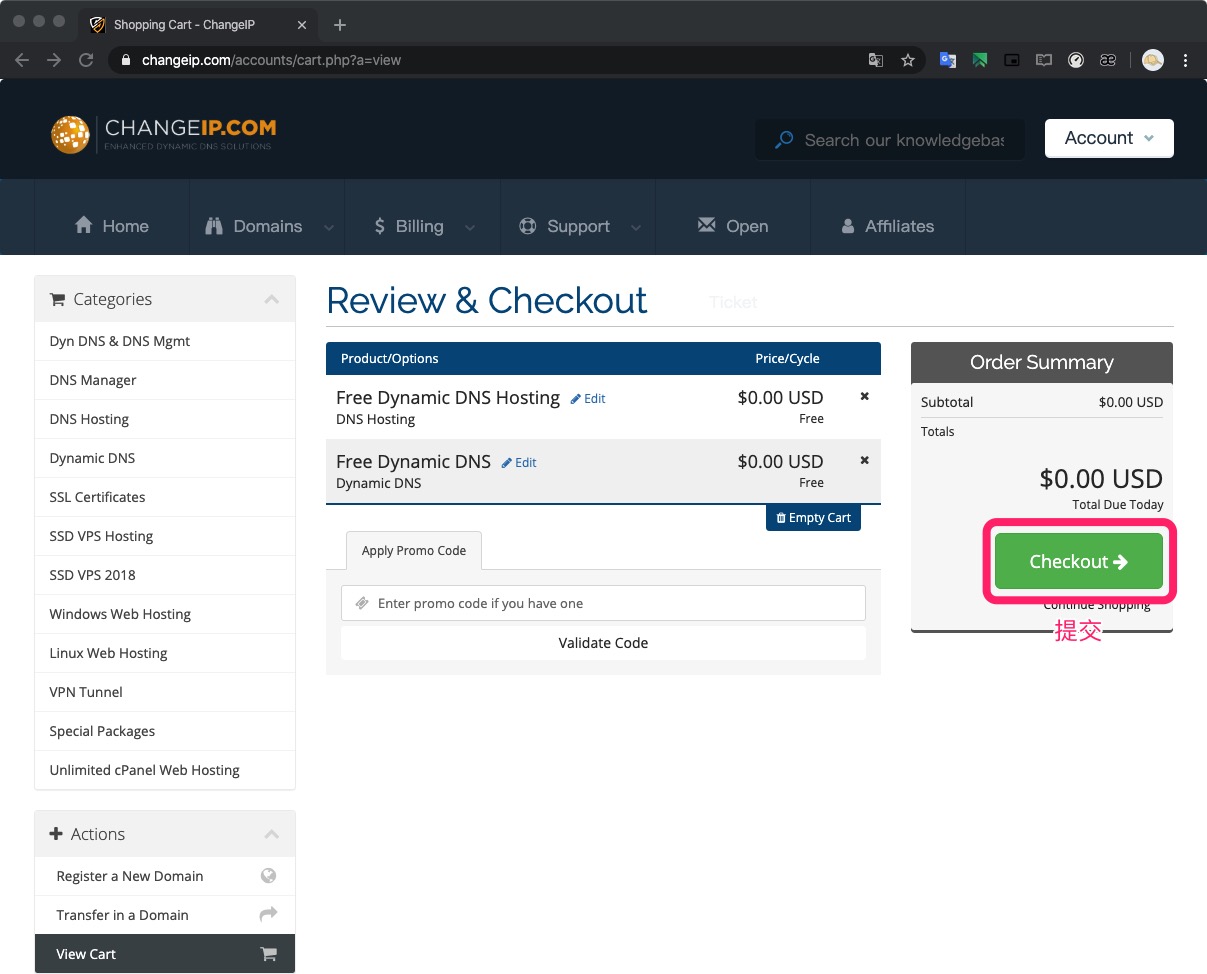 Shopping Cart - ChangeIP
changeip.com/accounts/cart.php?a=view
CHANGEIP.COM
ENHANCED DYNAMIC DNS SOLUTIONS
Search our knowledgebas
Account
Home
Domains
$ Billing
Support
Open
Affiliates
Ticket
Categories
Dyn DNS & DNS Mgmt
DNS Manager
DNS Hosting
Dynamic DNS
SSL Certificates
SSD VPS Hosting
SSD VPS 2018
Windows Web Hosting
Linux Web Hosting
VPN Tunnel
Special Packages
Unlimited cPanel Web Hosting
Actions
Register a New Domain
Transfer in a Domain
View Cart
Review & Checkout
Product/Options Price/Cycle
Free Dynamic DNS Hosting Edit $0.00 USD
DNS Hosting Free
Free Dynamic DNS Edit $0.00 USD
Dynamic DNS Free
Empty Cart
Apply Promo Code
Enter promo code if you have one
Validate Code
Order Summary
Subtotal $0.00 USD
Totals
$0.00 USD
Total Due Today
Checkout
Continue Shopping
提交